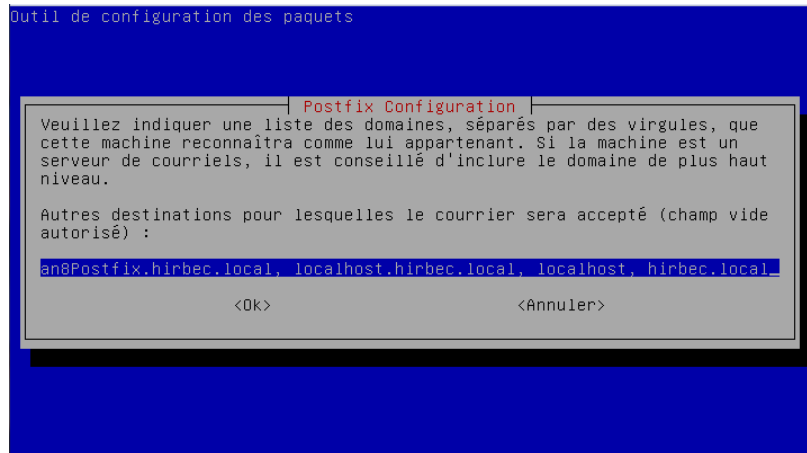 Outil de configuration des paquets
Postfix Configuration
Veuillez indiquer une liste des domaines, séparés par des virgules, que
cette machine reconnaîtra comme lui appartenant. Si la machine est un
serveur de courriels, il est conseillé d'inclure le domaine de plus haut
niveau.
Autres destinations pour lesquelles le courrier sera accepté (champ vide
autorisé) :
an8Postfix.hirbec.local, localhost.hirbec.local, localhost, hirbec.local_
<Ok> <Annuler>